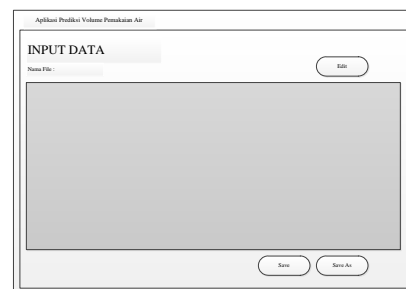 Aplikasi Prediksi Volume Pemakaian Air
INPUT DATA
Nama File :
Edit
Save
Save As